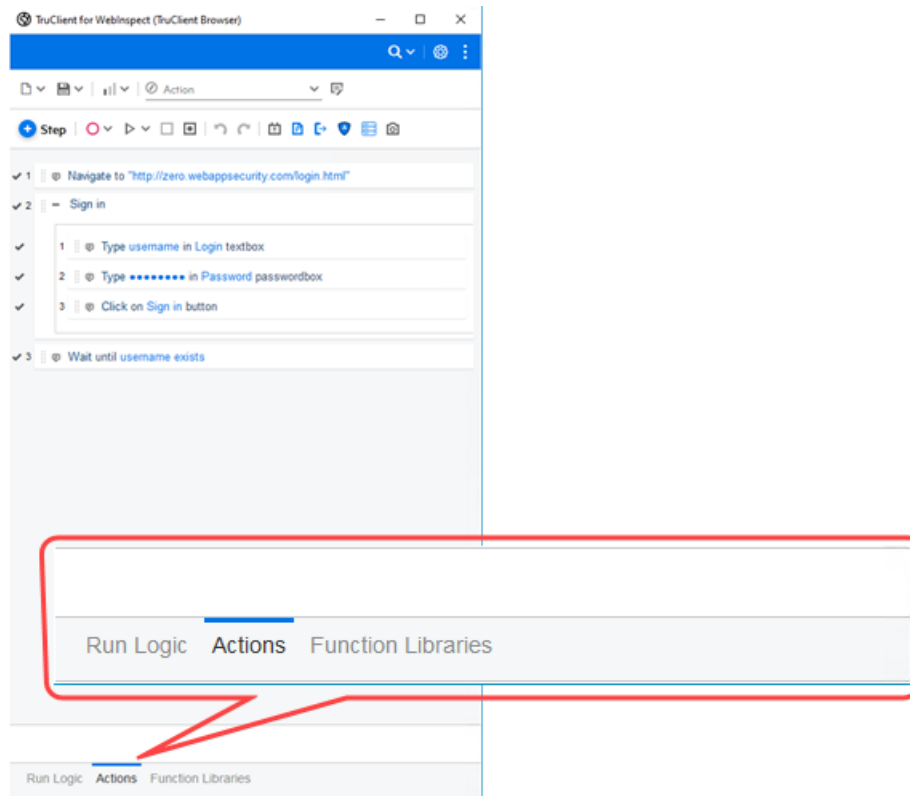 TruClient for WebInspect (TruClient Browser)
Action
Step
1 Navigate to "http://zero.webappsecurity.com/login.html"
2 Sign in
1 Type username in Login textbox
2 Type ●●●●●●●● in Password passwordbox
3 Click on Sign in button
3 Wait until username exists
Run Logic Actions Function Libraries
Run Logic Actions Function Libraries